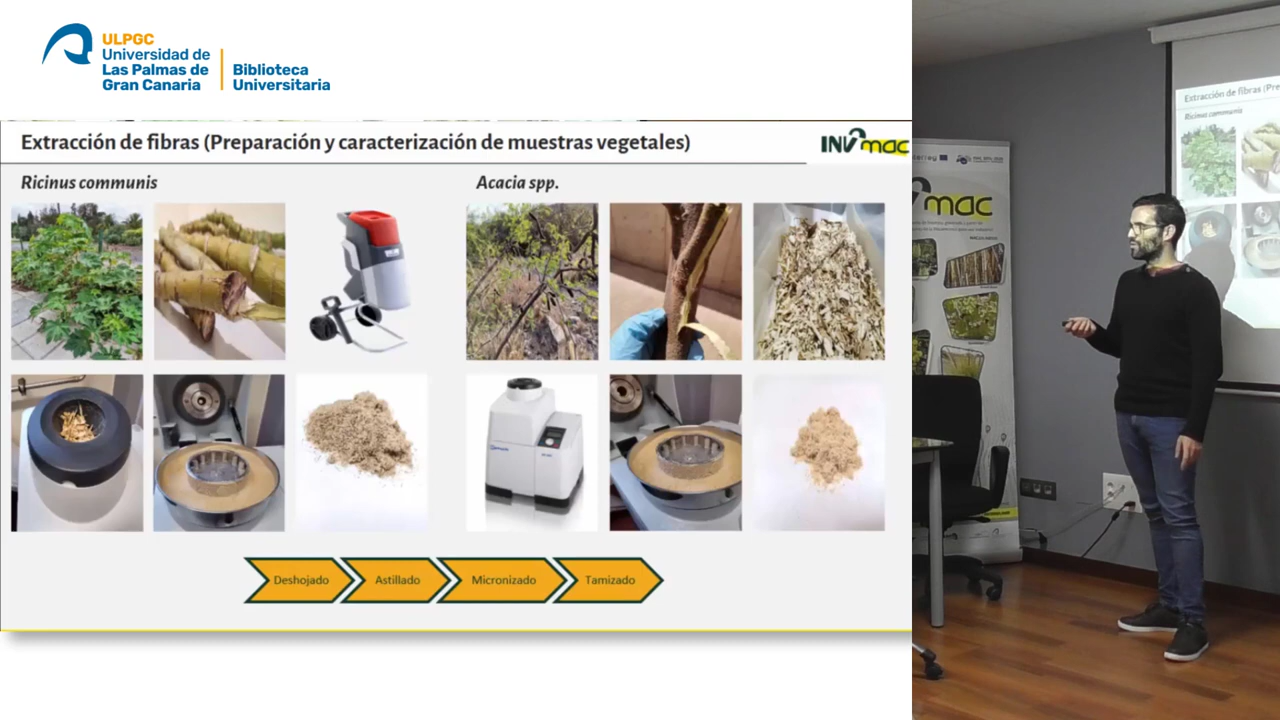 ULPGC
Universidad de
Las Palmas de
Gran Canaria
Biblioteca
Universitaria
Extracción de fibras (Preparación y caracterización de muestras vegetales)
INVmac
Ricinus communis
Acacia spp.
Deshojado
Astillado
Micronizado
Tamizado
Extracción de fibras (Pre
Ricinus communis
mac